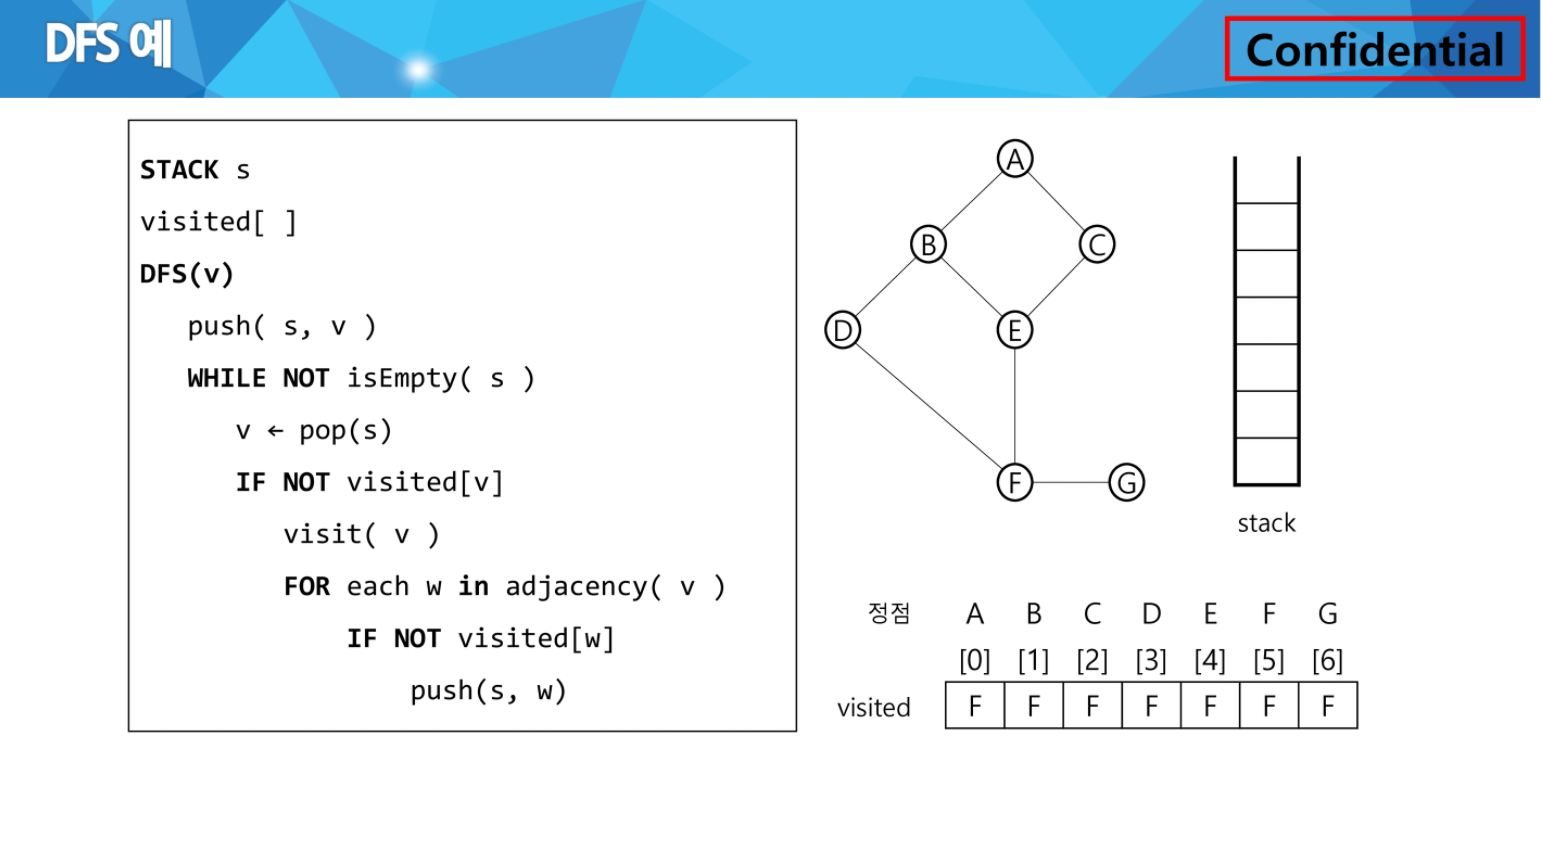 DFS 예
Confidential
STACK s
visited[ ]
DFS(v)
push( s, v )
WHILE NOT isEmpty( s )
v ← pop(s)
IF NOT visited[v]
visit( v )
FOR each w in adjacency( v )
IF NOT visited[w]
push(s, w)
A
B
C
D
E
F
G
stack
정점 A B C D E F G
[0] [1] [2] [3] [4] [5] [6]
visited F F F F F F F